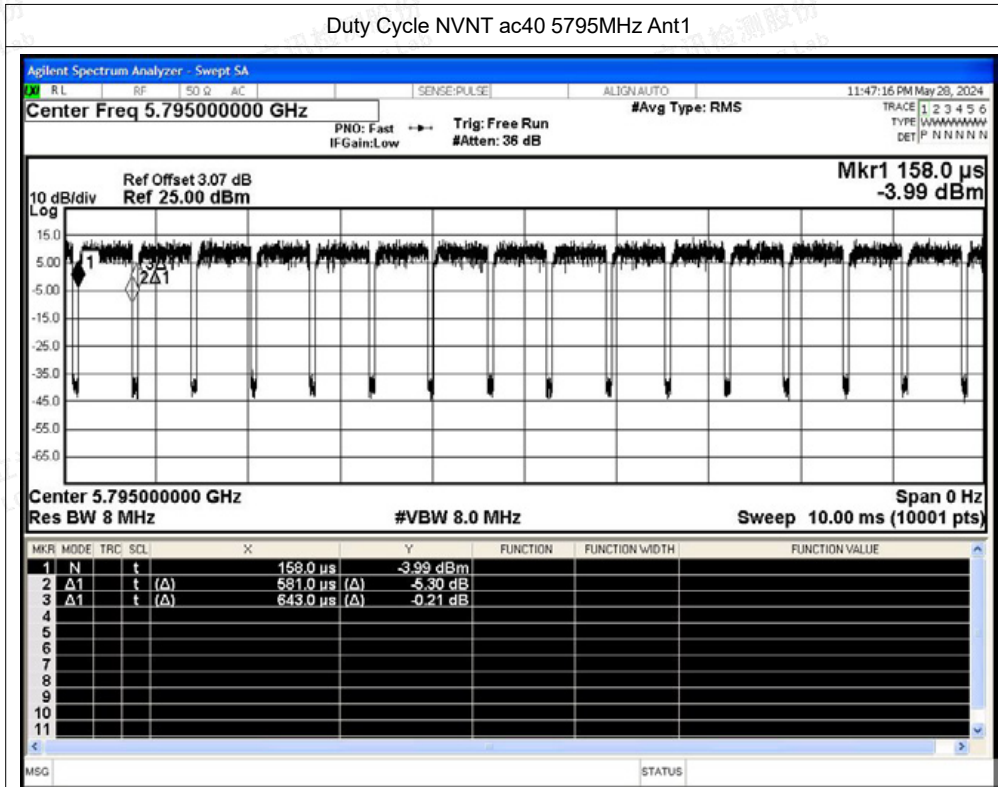 Duty Cycle NVNT ac40 5795MHz Ant1
Agilent Spectrum Analyzer - Swept SA
RL RF 50 Ω AC SENSE:PULSE ALIGN AUTO 11:47:16 PM May 28, 2024
Center Freq 5.795000000 GHz #Avg Type: RMS TRACE 1 2 3 4 5 6
PNO: Fast Trig: Free Run TYPE WWWWWW
IFGain:Low #Atten: 36 dB DET P N N N N N
Mkr1 158.0 µs
Ref Offset 3.07 dB
10 dB/div Ref 25.00 dBm -3.99 dBm
Log
15.0
5.00
-5.00
-15.0
-25.0
-35.0
-45.0
-55.0
-65.0
1
3Δ1
2Δ1
Center 5.795000000 GHz Span 0 Hz
Res BW 8 MHz #VBW 8.0 MHz Sweep 10.00 ms (10001 pts)
MKR MODE TRC SCL X Y FUNCTION FUNCTION WIDTH FUNCTION VALUE
1 N t 158.0 µs -3.99 dBm
2 Δ1 t (Δ) 581.0 µs (Δ) -5.30 dB
3 Δ1 t (Δ) 643.0 µs (Δ) -0.21 dB
4
5
6
7
8
9
10
11
MSG STATUS